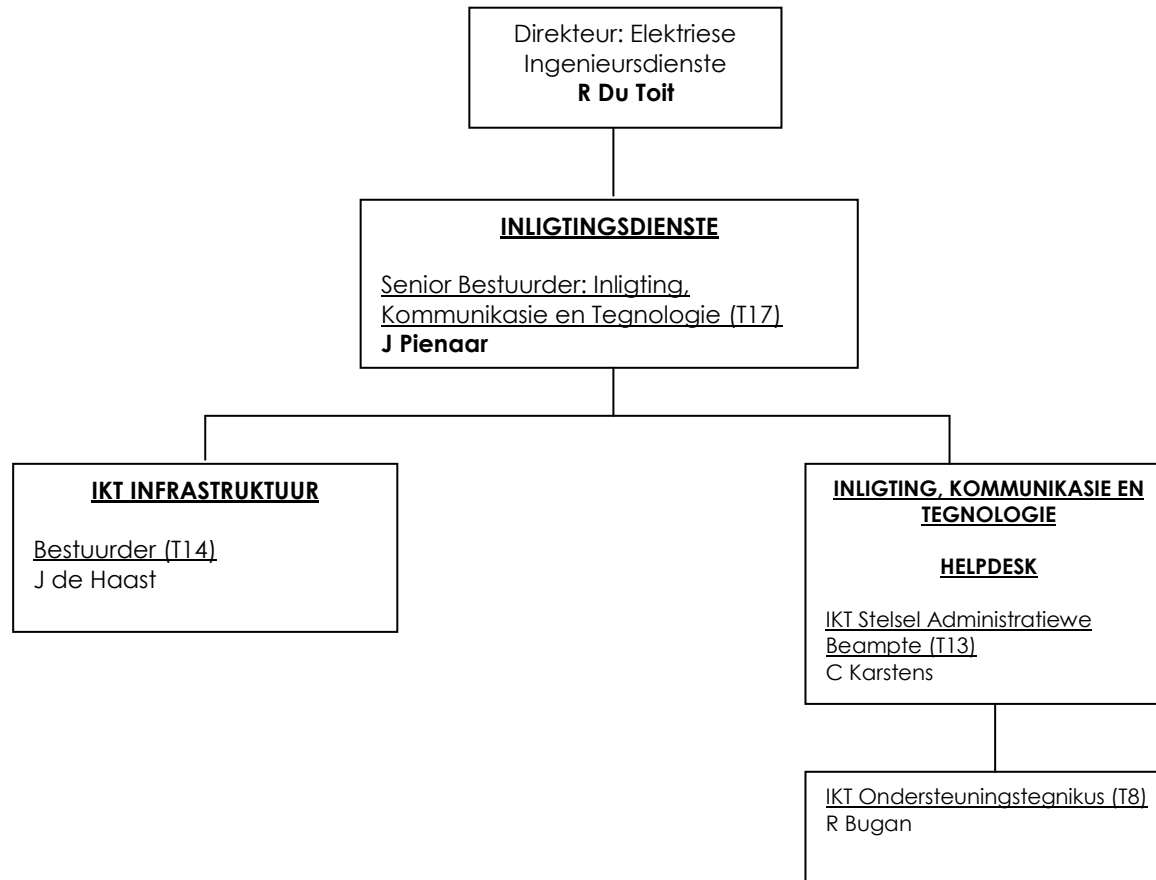 Direkteur: Elektriese
Ingenieursdienste
R Du Toit
INLIGTINGSDIENSTE
Senior Bestuurder: Inligting,
Kommunikasie en Tegnologie (T17)
J Pienaar
IKT INFRASTRUKTUUR
Bestuurder (T14)
J de Haast
INLIGTING, KOMMUNIKASIE EN
TEGNOLOGIE
HELPDESK
IKT Stelsel Administratiewe
Beampte (T13)
C Karstens
IKT Ondersteuningstegnikus (T8)
R Bugan